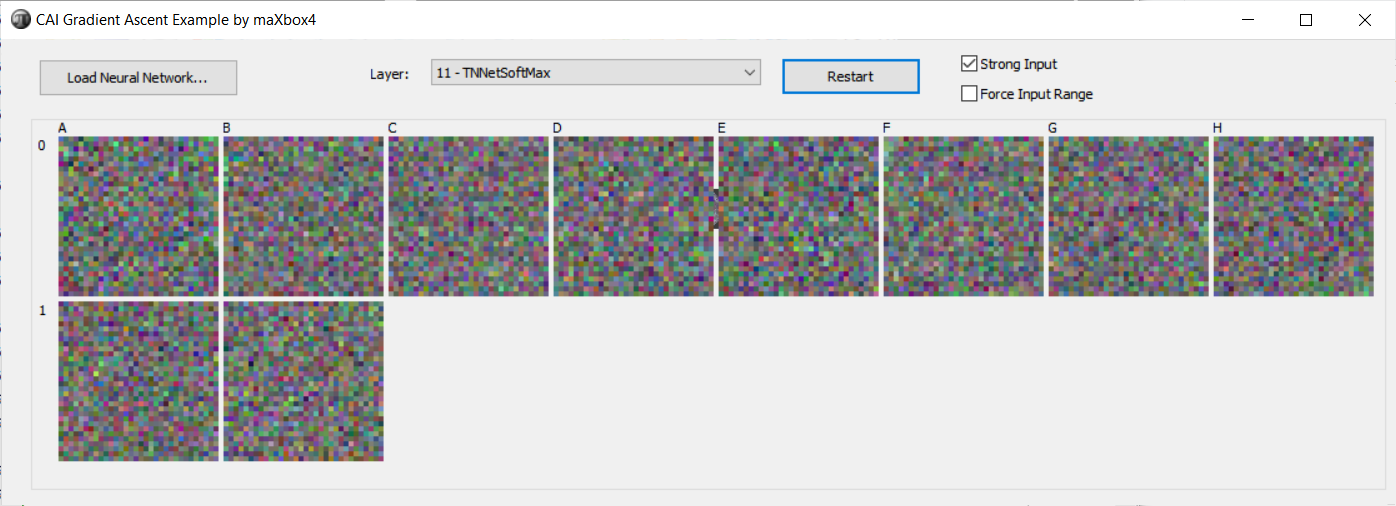 CAI Gradient Ascent Example by maXbox4
Load Neural Network...
Layer:
11 - TNNetSoftMax
Restart
Strong Input
Force Input Range
A B C D E F G H
0
1